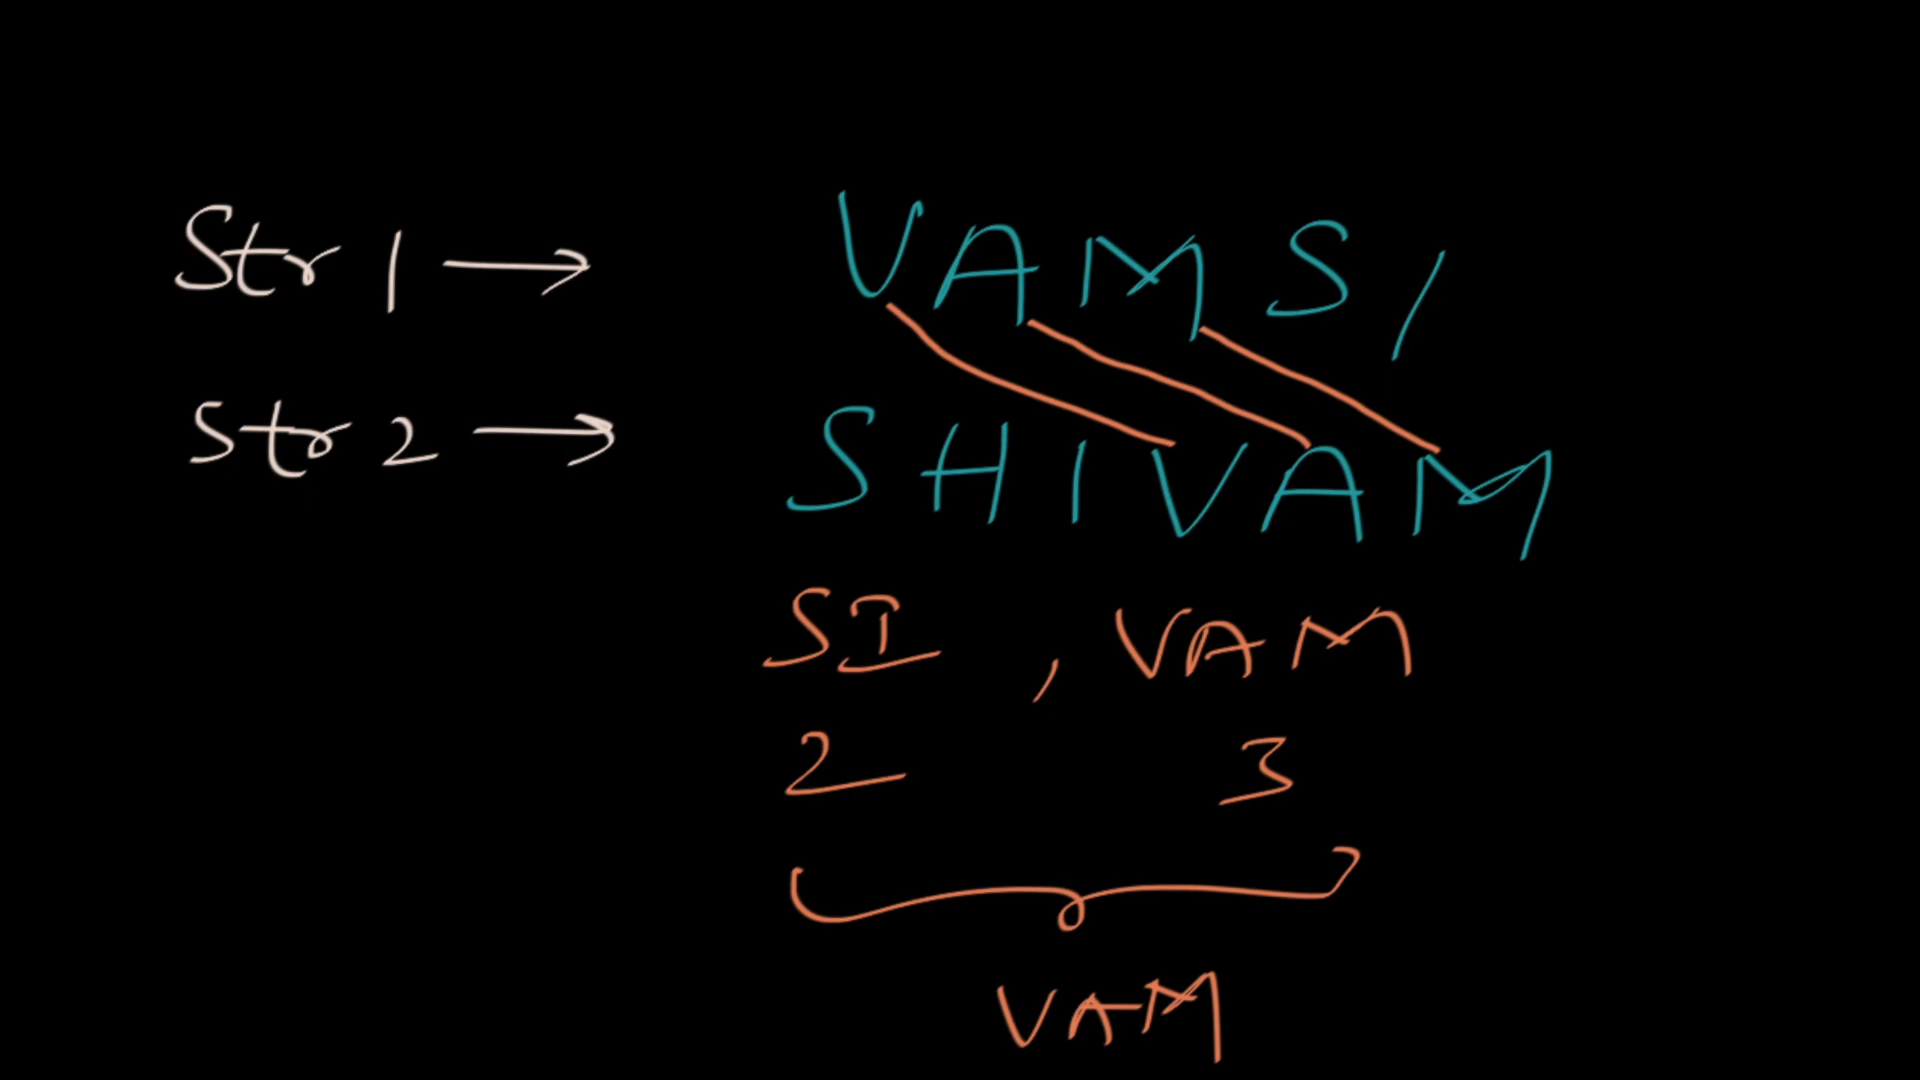 Str 1 → VAMSI
Str 2 → SHIVAM
SI , VAM
2 3
VAM